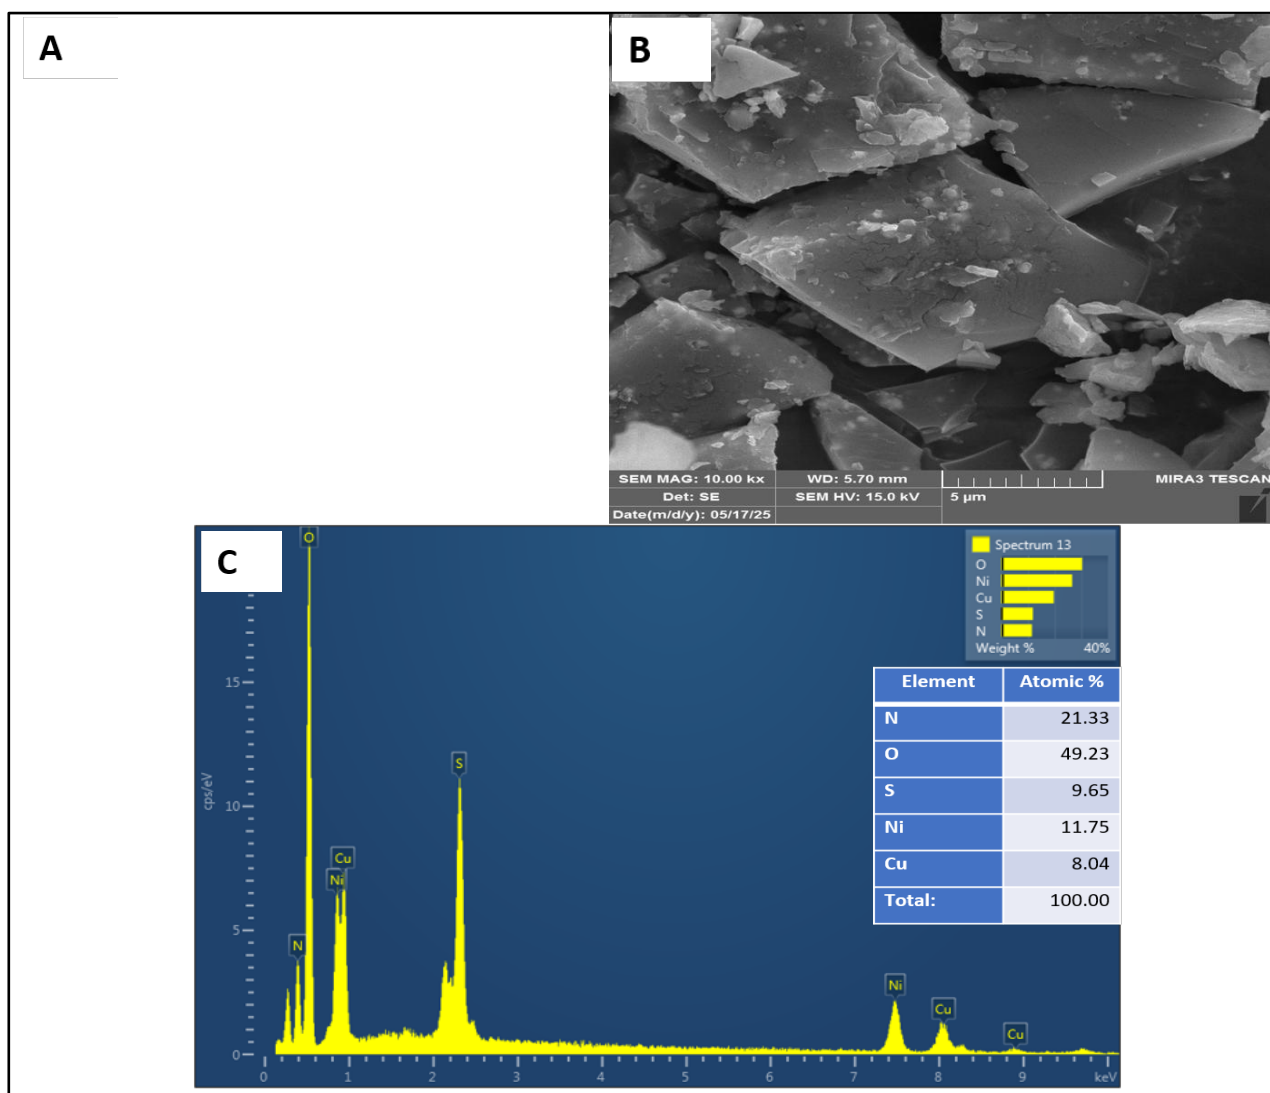 A
B
SEM MAG: 10.00 kx WD: 5.70 mm MIRA3 TESCAN
Det: SE SEM HV: 15.0 kV 5 µm
Date(m/d/y): 05/17/25
C
O
Spectrum 13
O
Ni
Cu
S
N
Weight % 40%
Element Atomic %
N 21.33
O 49.23
S 9.65
Ni 11.75
Cu 8.04
Total: 100.00
15
S
10
cps/eV
Cu
Ni
N
5
Ni
Cu
Cu
0
0 1 2 3 4 5 6 7 8 9 keV